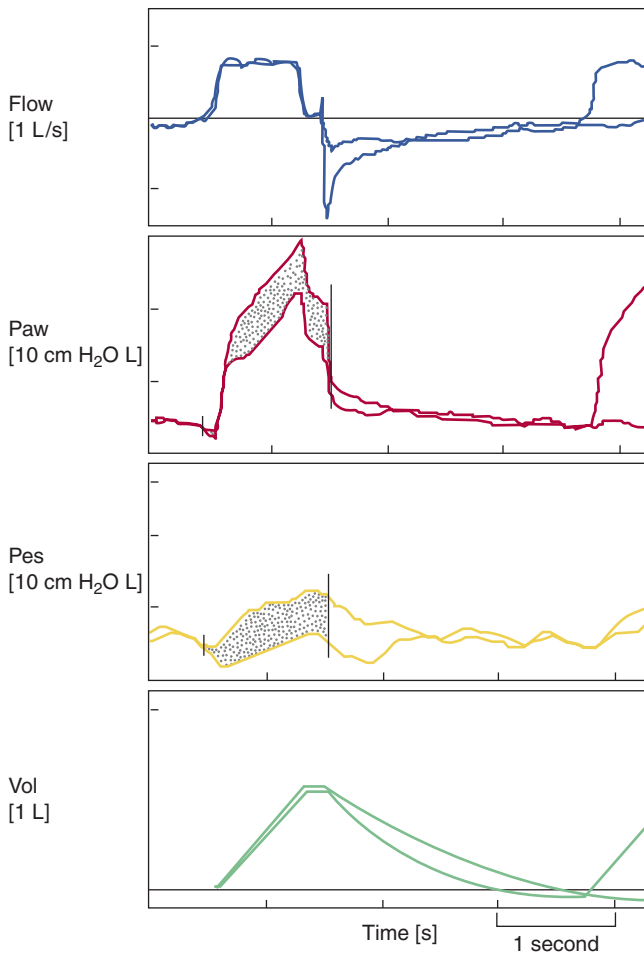 Flow
[1 L/s]
Paw
[10 cm H₂O L]
Pes
[10 cm H₂O L]
Vol
[1 L]
Time [s]
1 second